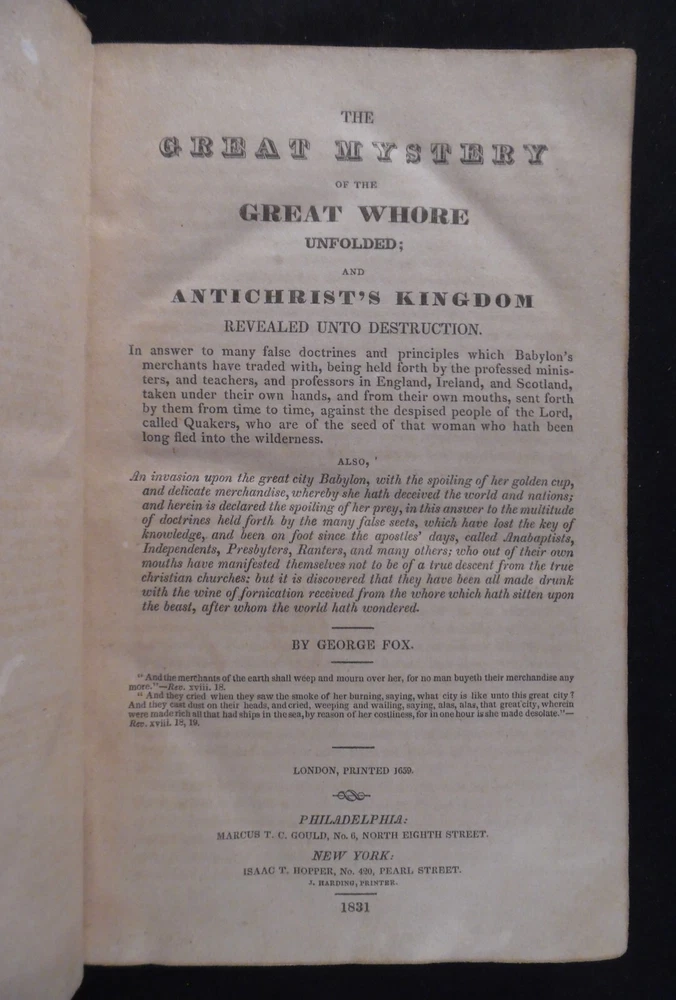 THE
GREAT MYSTERY
OF THE
GREAT WHORE
UNFOLDED;
AND
ANTICHRIST'S KINGDOM
REVEALED UNTO DESTRUCTION.
In answer to many false doctrines and principles which Babylon's
merchants have traded with, being held forth by the professed minis-
ters, and teachers, and professors in England, Ireland, and Scotland,
taken under their own hands, and from their own mouths, sent forth
by them from time to time, against the despised people of the Lord,
called Quakers, who are of the seed of that woman who hath been
long fled into the wilderness.
ALSO,
An invasion upon the great city Babylon, with the spoiling of her golden cup,
and delicate merchandise, whereby she hath deceived the world and nations;
and herein is declared the spoiling of her prey, in this answer to the multitude
of doctrines held forth by the many false sects, which have lost the key of
knowledge, and been on foot since the apostles' days, called Anabaptists,
Independents, Presbyters, Ranters, and many others; who out of their own
mouths have manifested themselves not to be of a true descent from the true
christian churches: but it is discovered that they have been all made drunk
with the wine of fornication received from the whore which hath sitten upon
the beast, after whom the world hath wondered.
BY GEORGE FOX.
"And the merchants of the earth shall weep and mourn over her, for no man buyeth their merchandise any
more."—Rev. xviii. 18.
"And they cried when they saw the smoke of her burning, saying, what city is like unto this great city?
And they cast dust on their heads, and cried, weeping and wailing, saying, alas, alas, that great city, wherein
were made rich all that had ships in the sea, by reason of her costliness, for in one hour is she made desolate."—
Rev. xviii. 18, 19.
LONDON, PRINTED 1659.
PHILADELPHIA:
MARCUS T. C. GOULD, No. 6, NORTH EIGHTH STREET.
NEW YORK:
ISAAC T. HOPPER, No. 420, PEARL STREET.
J. HARDING, PRINTER.
1831